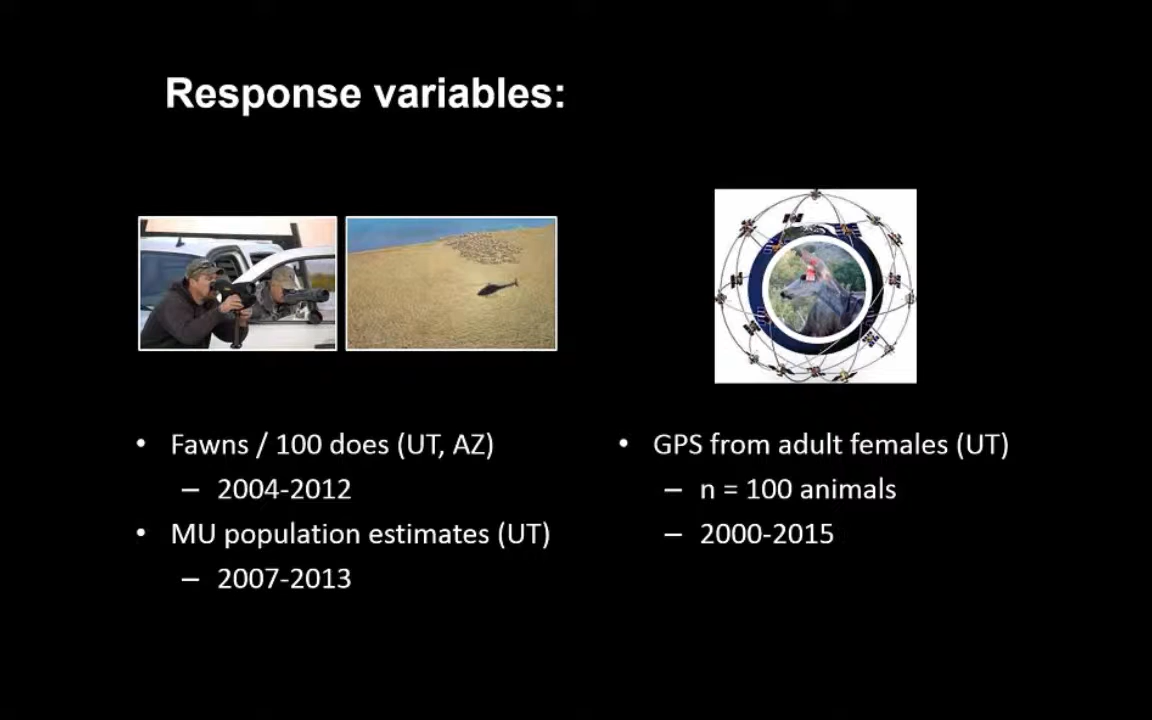 Response variables:
• Fawns / 100 does (UT, AZ)
– 2004-2012
• MU population estimates (UT)
– 2007-2013
• GPS from adult females (UT)
– n = 100 animals
– 2000-2015